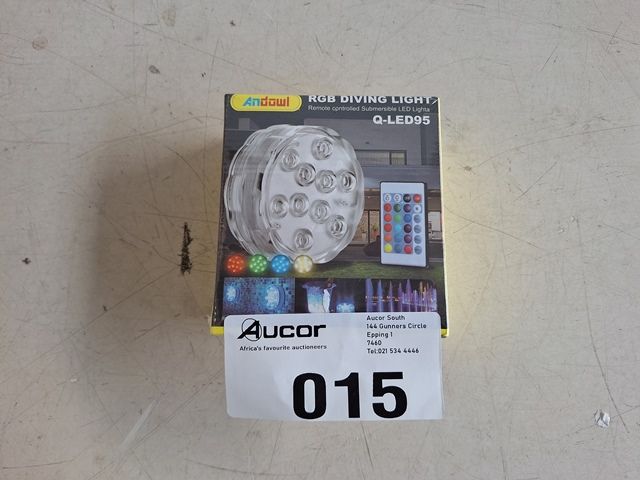 Andowl
RGB DIVING LIGHT
Remote controlled Submersible LED Lights
Q-LED95
Aucor
Africa's favourite auctioneers
Aucor South
144 Gunners Circle
Epping 1
7460
Tel:021 534 4446
015